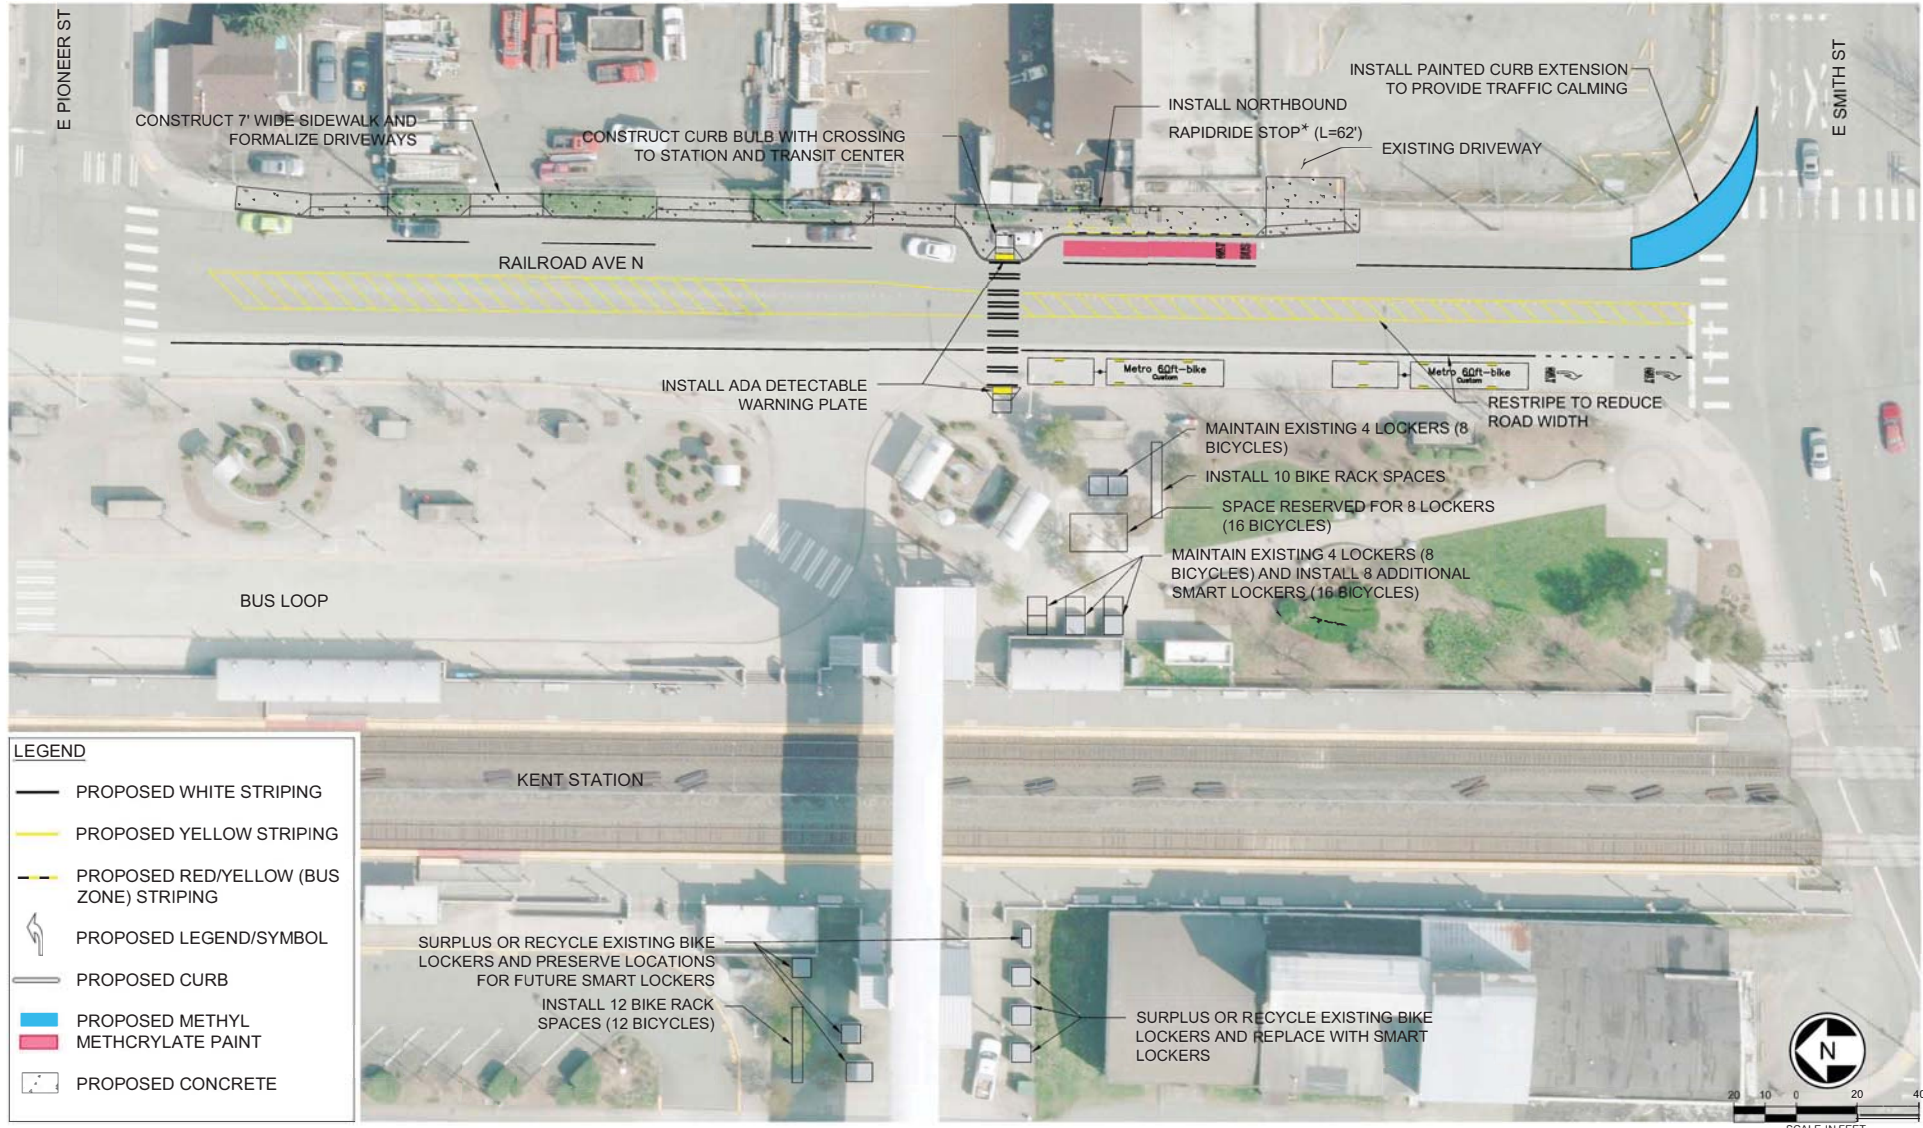 E PIONEER ST
E SMITH ST
INSTALL PAINTED CURB EXTENSION
TO PROVIDE TRAFFIC CALMING
INSTALL NORTHBOUND
RAPIDRIDE STOP* (L=62')
CONSTRUCT 7' WIDE SIDEWALK AND
FORMALIZE DRIVEWAYS
CONSTRUCT CURB BULB WITH CROSSING
TO STATION AND TRANSIT CENTER
EXISTING DRIVEWAY
RAILROAD AVE N
BUS
INSTALL ADA DETECTABLE
WARNING PLATE
Metro 60ft-bike
Custom
Metro 60ft-bike
Custom
RESTRIPE TO REDUCE
ROAD WIDTH
MAINTAIN EXISTING 4 LOCKERS (8
BICYCLES)
INSTALL 10 BIKE RACK SPACES
SPACE RESERVED FOR 8 LOCKERS
(16 BICYCLES)
MAINTAIN EXISTING 4 LOCKERS (8
BICYCLES) AND INSTALL 8 ADDITIONAL
SMART LOCKERS (16 BICYCLES)
BUS LOOP
KENT STATION
LEGEND
PROPOSED WHITE STRIPING
PROPOSED YELLOW STRIPING
PROPOSED RED/YELLOW (BUS
ZONE) STRIPING
PROPOSED LEGEND/SYMBOL
PROPOSED CURB
PROPOSED METHYL
METHCRYLATE PAINT
PROPOSED CONCRETE
SURPLUS OR RECYCLE EXISTING BIKE
LOCKERS AND PRESERVE LOCATIONS
FOR FUTURE SMART LOCKERS
INSTALL 12 BIKE RACK
SPACES (12 BICYCLES)
SURPLUS OR RECYCLE EXISTING BIKE
LOCKERS AND REPLACE WITH SMART
LOCKERS
N
20 10 0 20 40
SCALE IN FEET